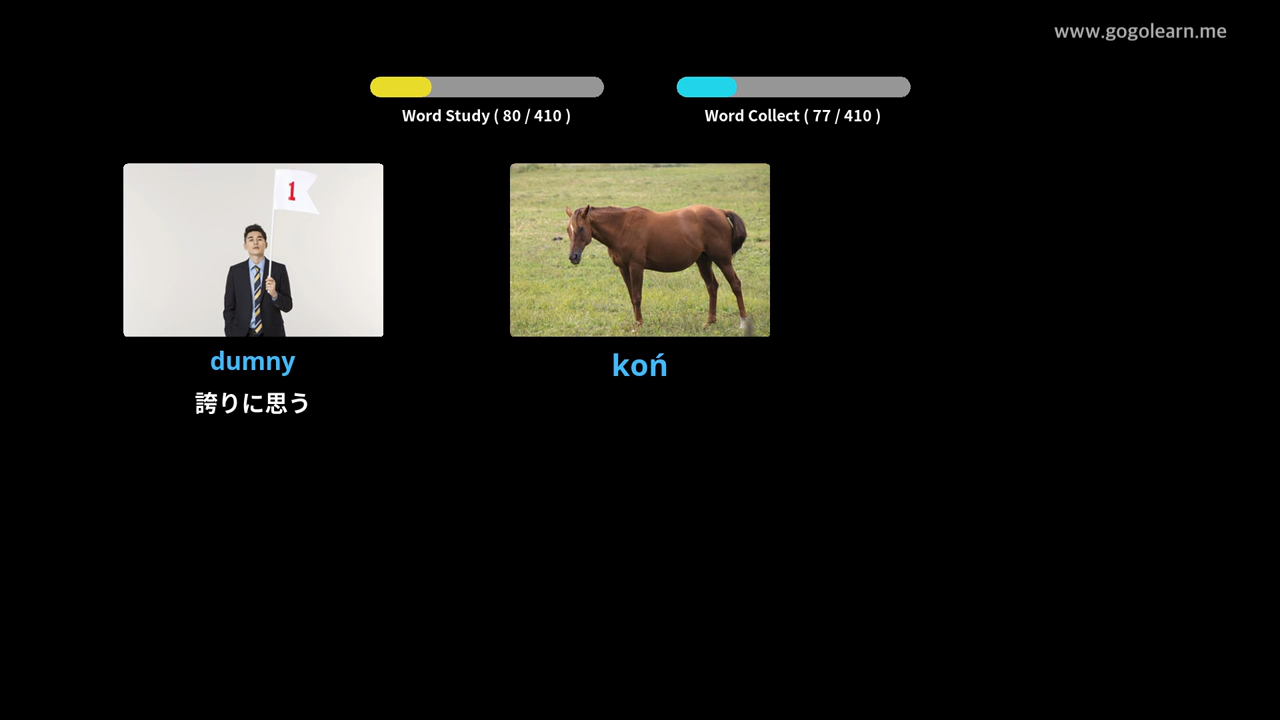 www.gogolearn.me
Word Study ( 80 / 410 )
Word Collect ( 77 / 410 )
1
dumny
koń
誇りに思う